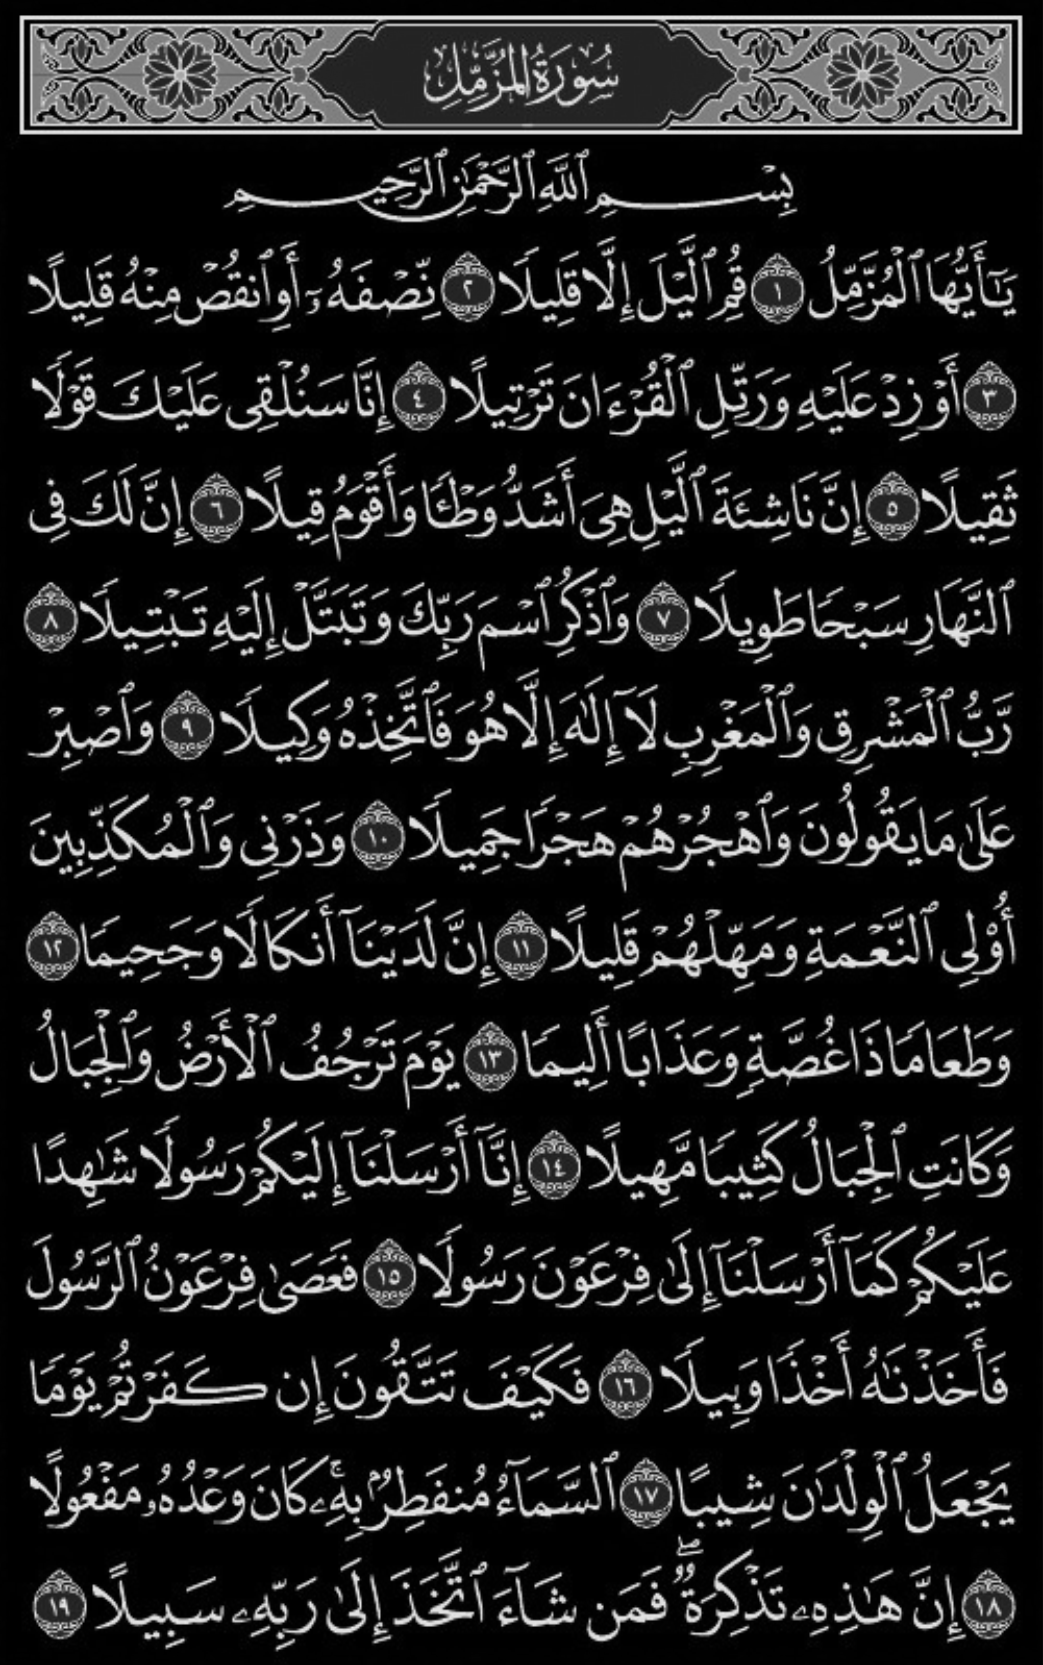 سُورَةُ الْمُزَّمِّلِ
بِسْمِ ٱللَّهِ ٱلرَّحْمَٰنِ ٱلرَّحِيمِ
يَٰٓأَيُّهَا ٱلْمُزَّمِّلُ ١ قُمِ ٱلَّيْلَ إِلَّا قَلِيلًا ٢ نِّصْفَهُۥٓ أَوِ ٱنقُصْ مِنْهُ قَلِيلًا
٣ أَوْ زِدْ عَلَيْهِ وَرَتِّلِ ٱلْقُرْءَانَ تَرْتِيلًا ٤ إِنَّا سَنُلْقِى عَلَيْكَ قَوْلًا
ثَقِيلًا ٥ إِنَّ نَاشِئَةَ ٱلَّيْلِ هِىَ أَشَدُّ وَطْـًٔا وَأَقْوَمُ قِيلًا ٦ إِنَّ لَكَ فِى
ٱلنَّهَارِ سَبْحًا طَوِيلًا ٧ وَٱذْكُرِ ٱسْمَ رَبِّكَ وَتَبَتَّلْ إِلَيْهِ تَبْتِيلًا ٨
رَّبُّ ٱلْمَشْرِقِ وَٱلْمَغْرِبِ لَآ إِلَٰهَ إِلَّا هُوَ فَٱتَّخِذْهُ وَكِيلًا ٩ وَٱصْبِرْ
عَلَىٰ مَا يَقُولُونَ وَٱهْجُرْهُمْ هَجْرًا جَمِيلًا ١٠ وَذَرْنِى وَٱلْمُكَذِّبِينَ
أُو۟لِى ٱلنَّعْمَةِ وَمَهِّلْهُمْ قَلِيلًا ١١ إِنَّ لَدَيْنَآ أَنكَالًا وَجَحِيمًا ١٢
وَطَعَامًا ذَا غُصَّةٍ وَعَذَابًا أَلِيمًا ١٣ يَوْمَ تَرْجُفُ ٱلْأَرْضُ وَٱلْجِبَالُ
وَكَانَتِ ٱلْجِبَالُ كَثِيبًا مَّهِيلًا ١٤ إِنَّآ أَرْسَلْنَآ إِلَيْكُمْ رَسُولًا شَٰهِدًا
عَلَيْكُمْ كَمَآ أَرْسَلْنَآ إِلَىٰ فِرْعَوْنَ رَسُولًا ١٥ فَعَصَىٰ فِرْعَوْنُ ٱلرَّسُولَ
فَأَخَذْنَٰهُ أَخْذًا وَبِيلًا ١٦ فَكَيْفَ تَتَّقُونَ إِن كَفَرْتُمْ يَوْمًا
يَجْعَلُ ٱلْوِلْدَٰنَ شِيبًا ١٧ ٱلسَّمَآءُ مُنفَطِرٌۢ بِهِۦۚ كَانَ وَعْدُهُۥ مَفْعُولًا
١٨ إِنَّ هَٰذِهِۦ تَذْكِرَةٌۖ فَمَن شَآءَ ٱتَّخَذَ إِلَىٰ رَبِّهِۦ سَبِيلًا ١٩